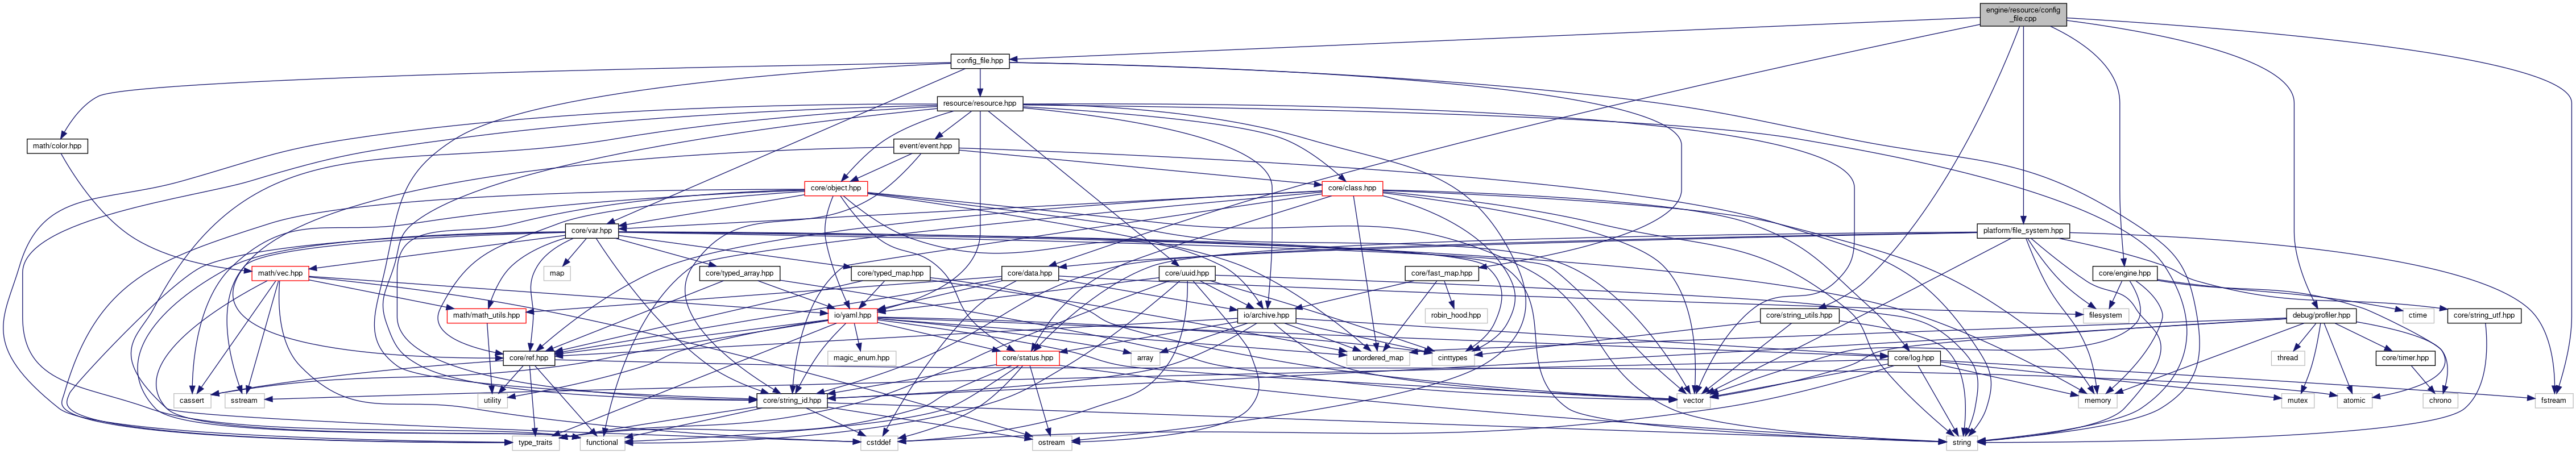 engine/resource/config
_file.cpp
config_file.hpp
resource/resource.hpp
math/color.hpp
event/event.hpp
core/object.hpp
core/class.hpp
core/var.hpp
platform/file_system.hpp
math/vec.hpp
map
core/typed_array.hpp
core/typed_map.hpp
core/data.hpp
core/uuid.hpp
core/fast_map.hpp
core/engine.hpp
math/math_utils.hpp
io/yaml.hpp
io/archive.hpp
robin_hood.hpp
core/string_utils.hpp
filesystem
ctime
debug/profiler.hpp
core/string_utf.hpp
core/ref.hpp
magic_enum.hpp
core/status.hpp
array
unordered_map
cinttypes
core/log.hpp
thread
core/timer.hpp
cassert
sstream
utility
core/string_id.hpp
vector
memory
mutex
atomic
chrono
fstream
type_traits
functional
cstddef
ostream
string